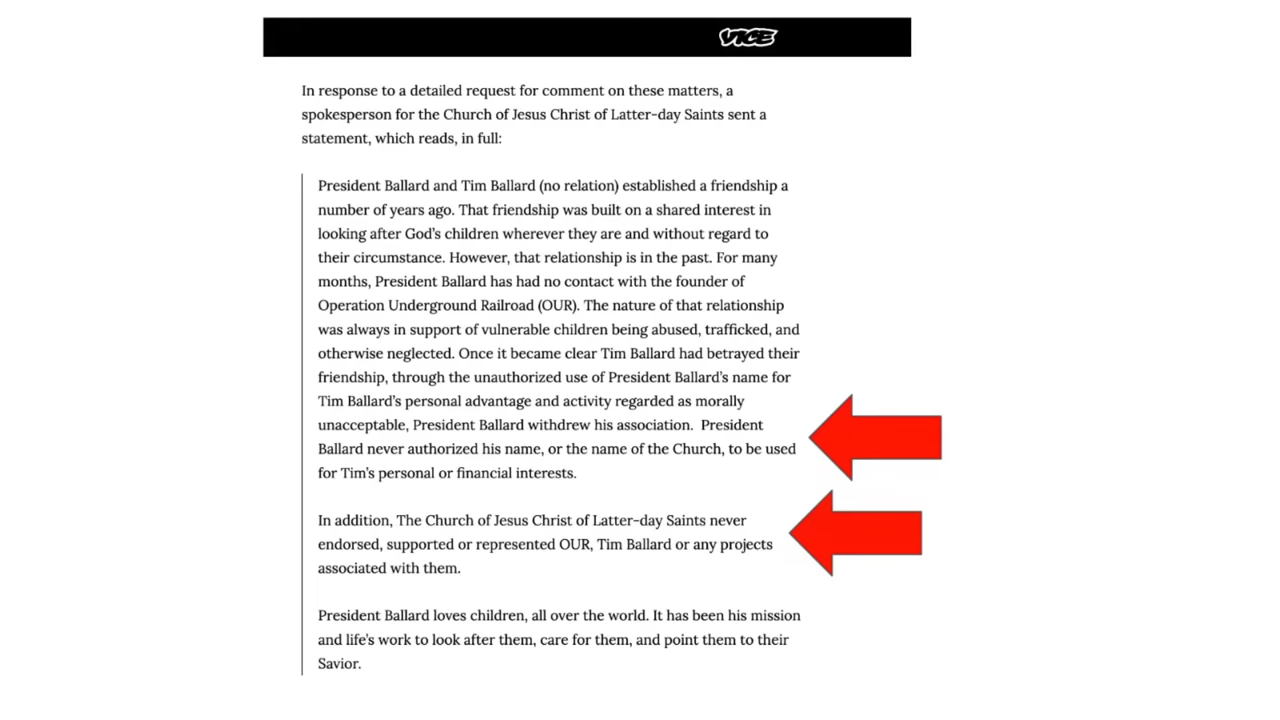 VICE
In response to a detailed request for comment on these matters, a
spokesperson for the Church of Jesus Christ of Latter-day Saints sent a
statement, which reads, in full:
President Ballard and Tim Ballard (no relation) established a friendship a
number of years ago. That friendship was built on a shared interest in
looking after God's children wherever they are and without regard to
their circumstance. However, that relationship is in the past. For many
months, President Ballard has had no contact with the founder of
Operation Underground Railroad (OUR). The nature of that relationship
was always in support of vulnerable children being abused, trafficked, and
otherwise neglected. Once it became clear Tim Ballard had betrayed their
friendship, through the unauthorized use of President Ballard's name for
Tim Ballard's personal advantage and activity regarded as morally
unacceptable, President Ballard withdrew his association.  President
Ballard never authorized his name, or the name of the Church, to be used
for Tim's personal or financial interests.
In addition, The Church of Jesus Christ of Latter-day Saints never
endorsed, supported or represented OUR, Tim Ballard or any projects
associated with them.
President Ballard loves children, all over the world. It has been his mission
and life's work to look after them, care for them, and point them to their
Savior.